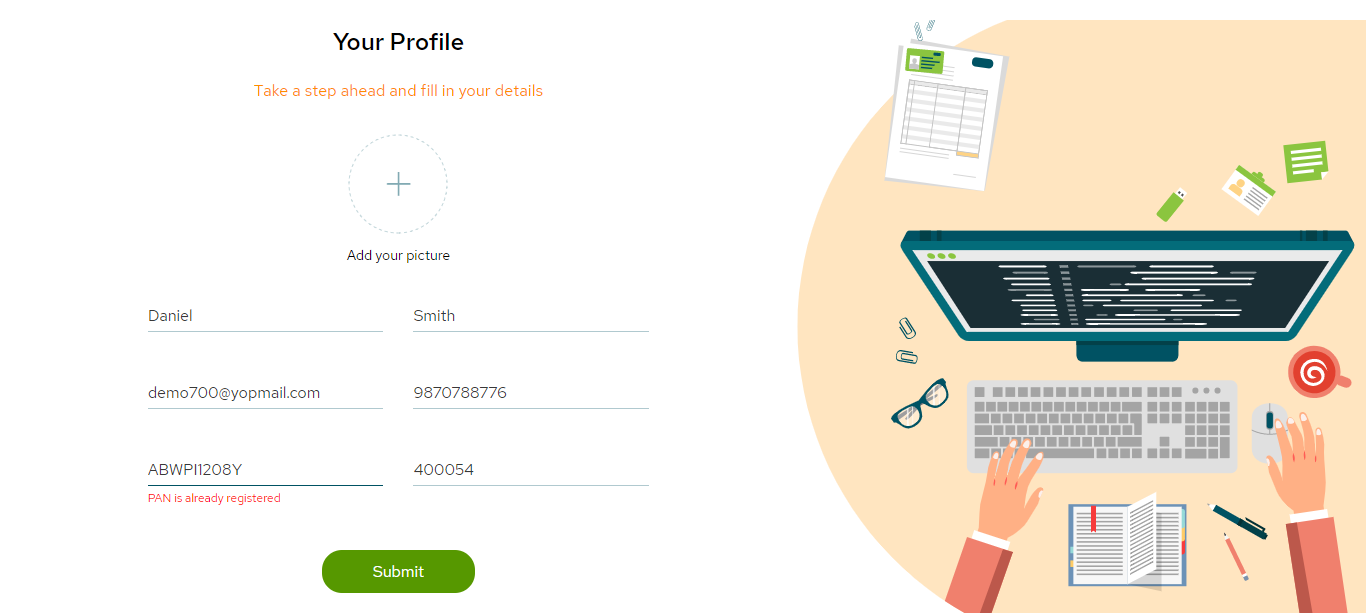 Your Profile
Take a step ahead and fill in your details
Add your picture
Daniel
Smith
demo700@yopmail.com
9870788776
ABWPI1208Y
400054
PAN is already registered
Submit